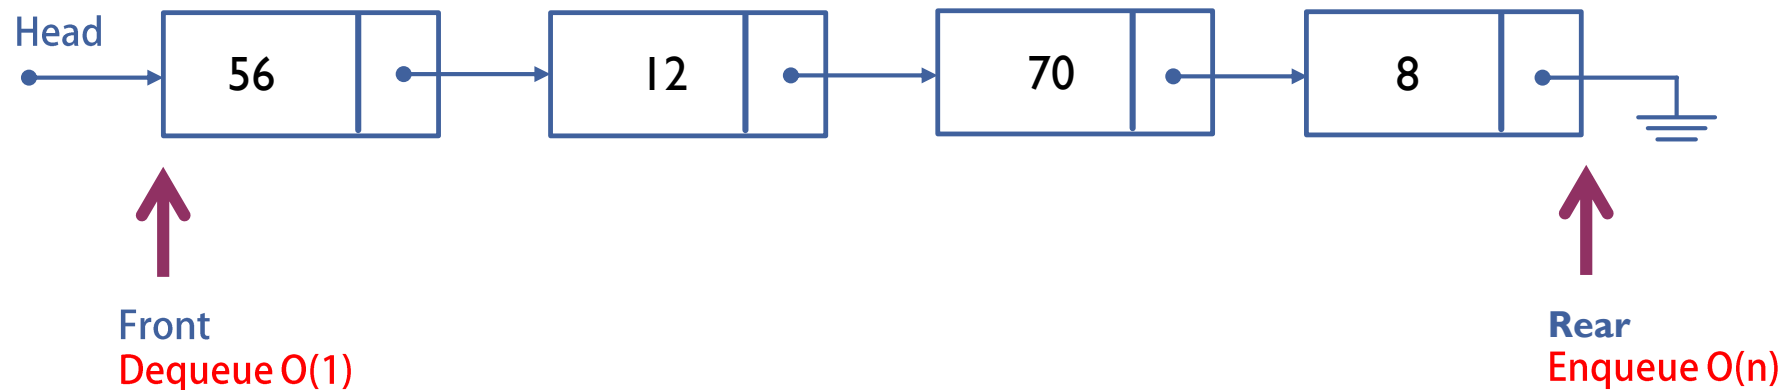 Head
56 12 70 8
Front
Dequeue O(1)
Rear
Enqueue O(n)